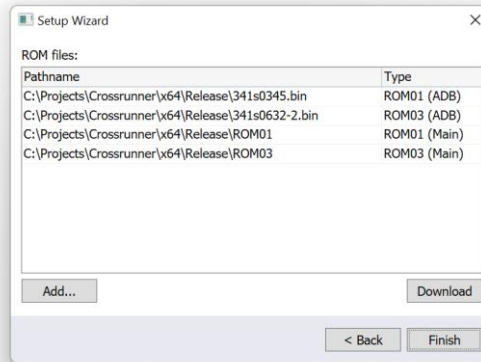 Setup Wizard
ROM files:
Pathname Type
C:\Projects\Crossrunner\x64\Release\341s0345.bin ROM01 (ADB)
C:\Projects\Crossrunner\x64\Release\341s0632-2.bin ROM03 (ADB)
C:\Projects\Crossrunner\x64\Release\ROM01 ROM01 (Main)
C:\Projects\Crossrunner\x64\Release\ROM03 ROM03 (Main)
Add... Download
< Back Finish